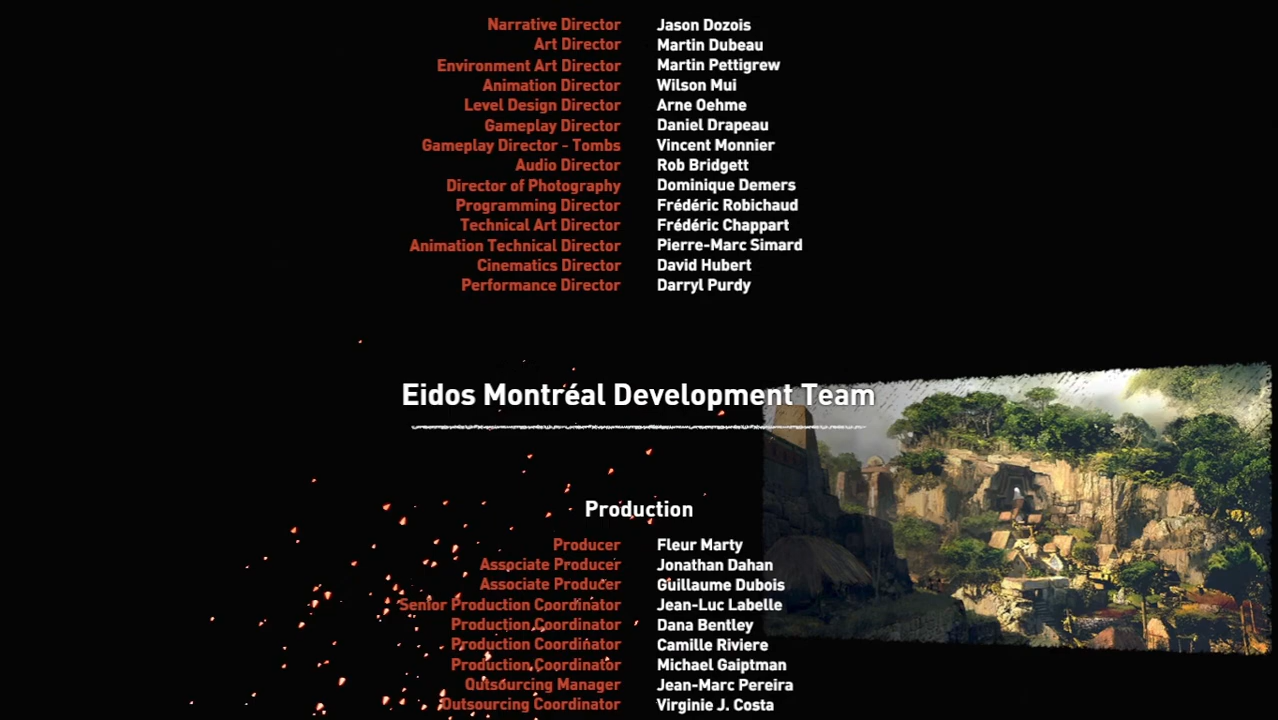 Narrative Director Jason Dozois
Art Director Martin Dubeau
Environment Art Director Martin Pettigrew
Animation Director Wilson Mui
Level Design Director Arne Oehme
Gameplay Director Daniel Drapeau
Gameplay Director - Tombs Vincent Monnier
Audio Director Rob Bridgett
Director of Photography Dominique Demers
Programming Director Frédéric Robichaud
Technical Art Director Frédéric Chappart
Animation Technical Director Pierre-Marc Simard
Cinematics Director David Hubert
Performance Director Darryl Purdy
Eidos Montréal Development Team
Production
Producer Fleur Marty
Associate Producer Jonathan Dahan
Associate Producer Guillaume Dubois
Senior Production Coordinator Jean-Luc Labelle
Production Coordinator Dana Bentley
Production Coordinator Camille Riviere
Production Coordinator Michael Gaiptman
Outsourcing Manager Jean-Marc Pereira
Outsourcing Coordinator Virginie J. Costa